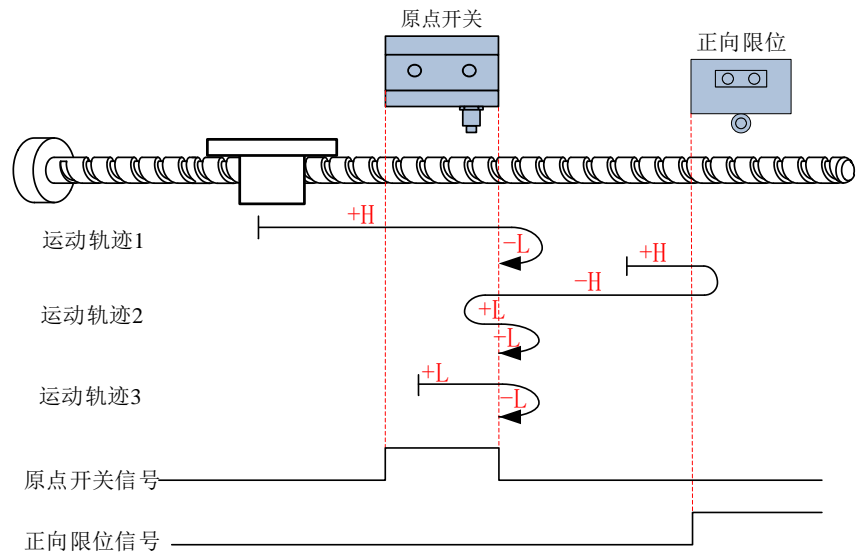 原点开关
正向限位
+H
运动轨迹1
-L
+H
-H
+L
运动轨迹2
-L
+L
运动轨迹3
-L
原点开关信号
正向限位信号